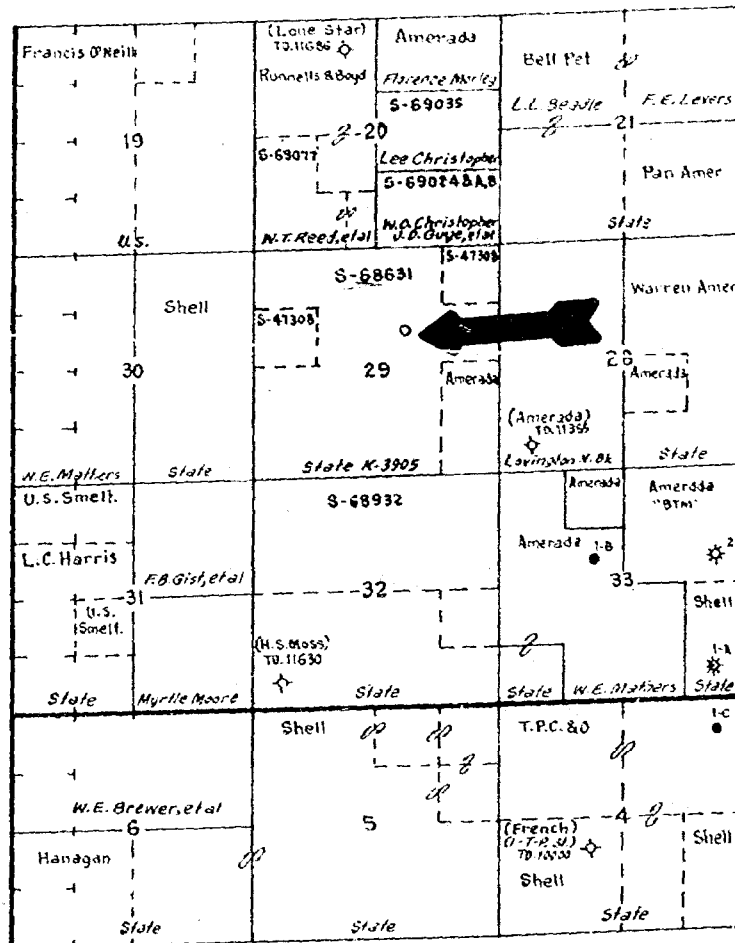 Francis O'Neill
(Lone Star)
TD.11686
Runnells & Boyd
Amerada
Florence Morley
S-69035
Bell Pet
L.L. Beadle
F.E. Levers
19
20
21
S-69077
Lee Christopher
S-69024 & A,B
Pan Amer
U.S.
W.T. Reed, et al
W.O. Christopher
J.D. Guye, et al
State
S-68631
S-47308
Shell
S-47308
Warren Amer
30
29
28
Amerada
Amerada
(Amerada)
TD.11355
W.E. Mathers
State
State K-3905
Lovington V. Bk
State
U.S. Smelt.
S-68932
Amerada
Amerada
"BTM"
L.C. Harris
Amerada
1-B
2
F.B. Gist, et al
31
32
33
Shell
U.S.
Smelt.
(H.S. Moss)
TD.11630
1-A
State
Myrtle Moore
State
State
W.E. Mathers
State
Shell
T.P.C. & O
1-C
W.E. Brewer, et al
6
5
4
Hanagan
(French)
(1-T-P. St.)
TD.10200
Shell
Shell
State
State
State